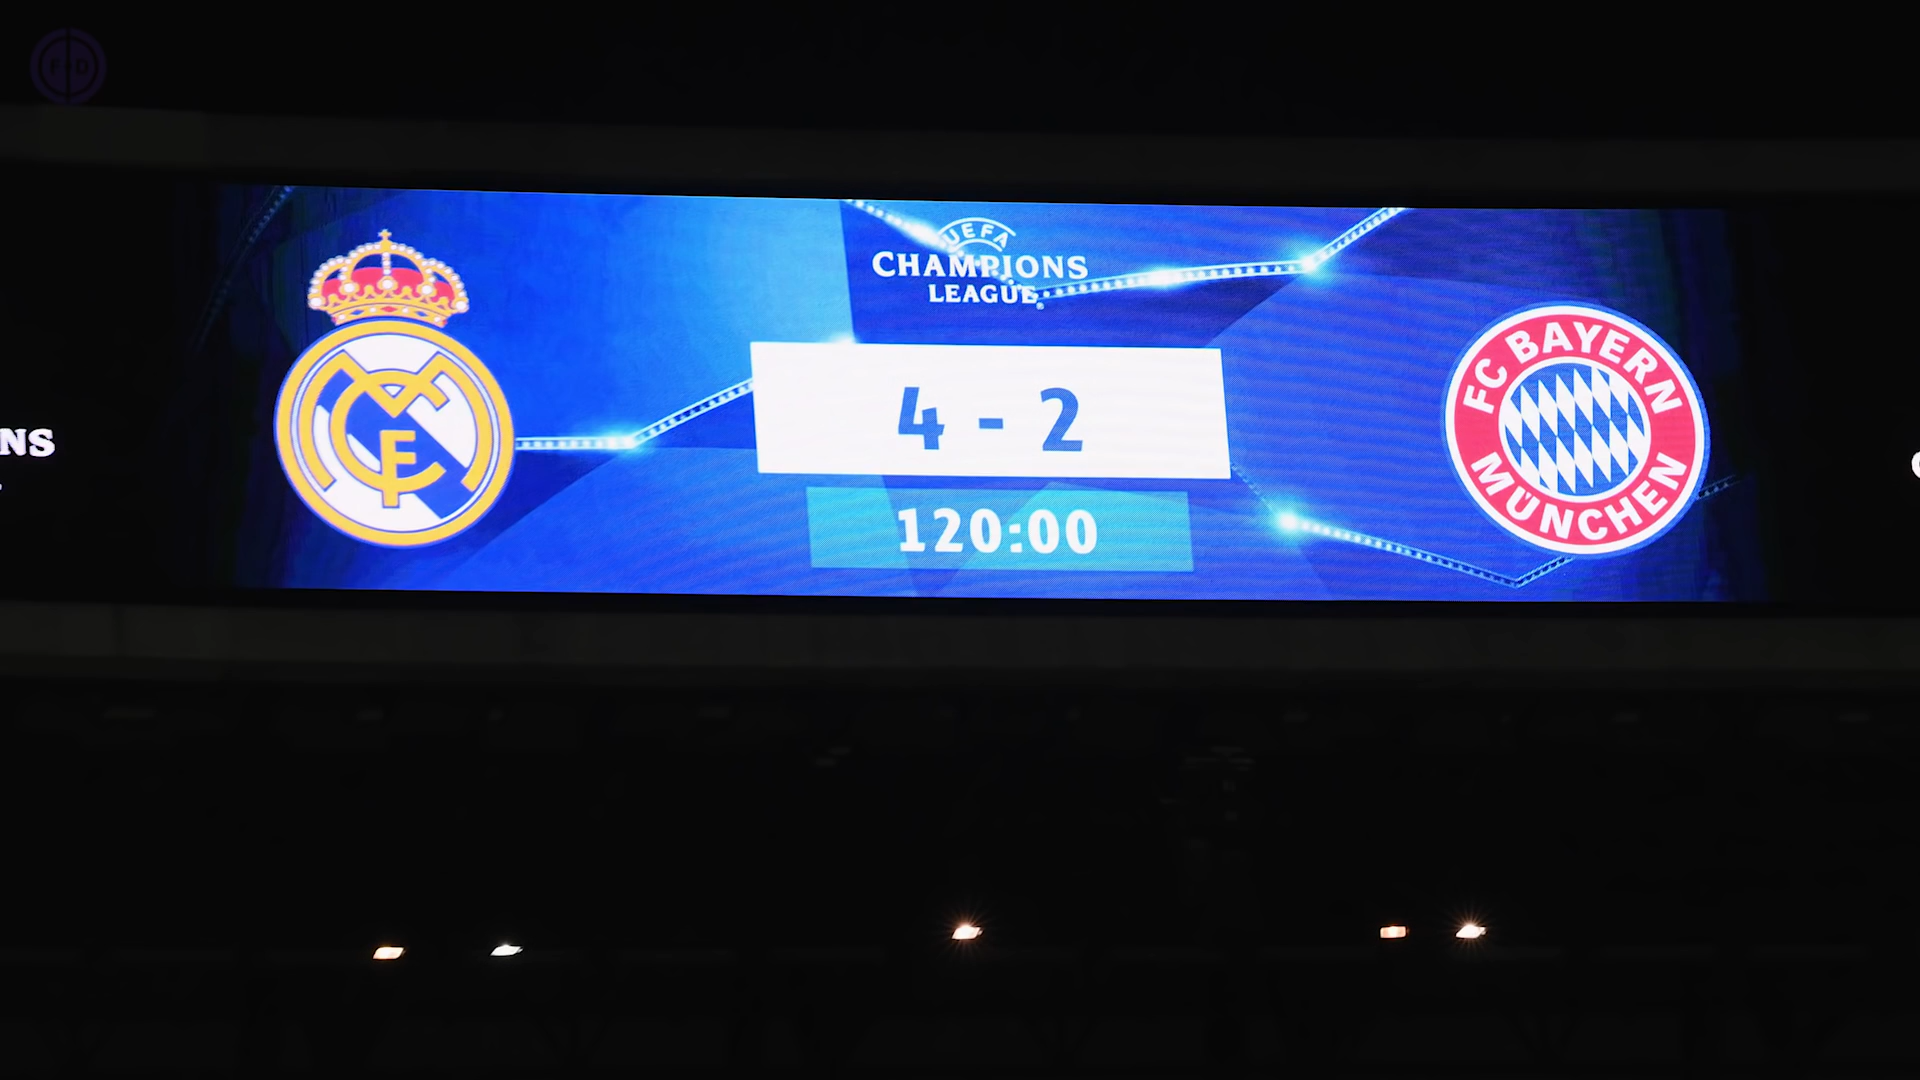 F D
UEFA
CHAMPIONS
LEAGUE
4 - 2
120:00
FC BAYERN
MÜNCHEN
NS